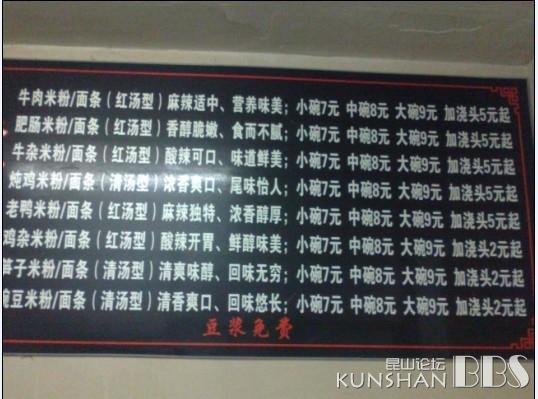 牛肉米粉/面条（红汤型）麻辣适中、营养味美；小碗7元 中碗8元 大碗9元 加浇头5元起
肥肠米粉/面条（红汤型）香醇脆嫩、食而不腻；小碗7元 中碗8元 大碗9元 加浇头5元起
牛杂米粉/面条（红汤型）酸辣可口、味道鲜美；小碗7元 中碗8元 大碗9元 加浇头5元起
炖鸡米粉/面条（清汤型）浓香爽口、尾味怡人；小碗7元 中碗8元 大碗9元 加浇头5元起
老鸭米粉/面条（红汤型）麻辣独特、浓香醇厚；小碗7元 中碗8元 大碗9元 加浇头5元起
鸡杂米粉/面条（红汤型）酸辣开胃、鲜醇味美；小碗7元 中碗8元 大碗9元 加浇头2元起
笋子米粉/面条（清汤型）清爽味醇、回味无穷；小碗7元 中碗8元 大碗9元 加浇头2元起
豌豆米粉/面条（清汤型）清香爽口、回味悠长；小碗7元 中碗8元 大碗9元 加浇头2元起
豆浆免费
昆山论坛
KUNSHAN BBS